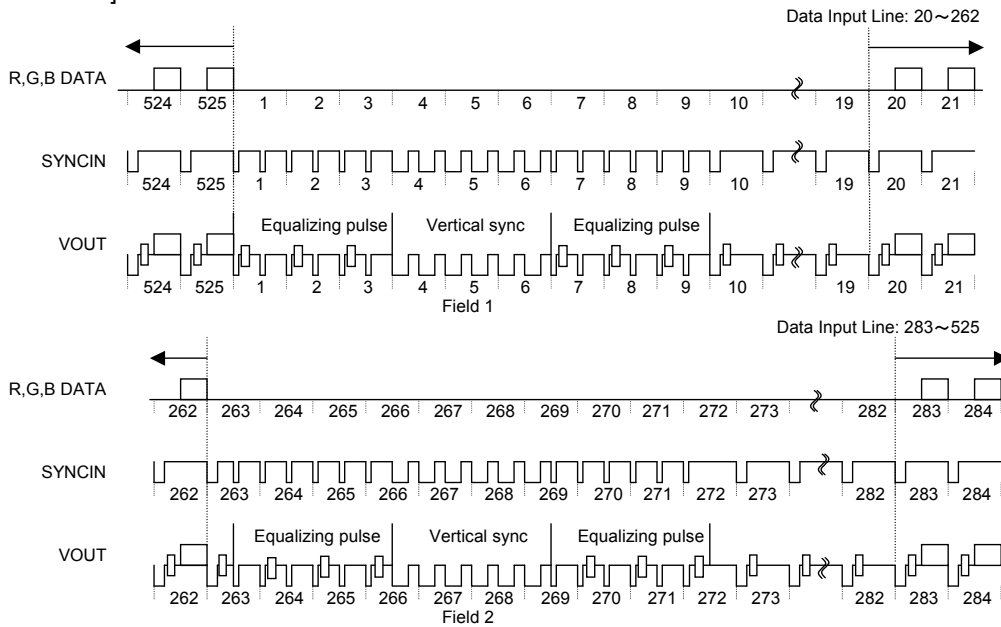 ]
Data Input Line: 20～262
R,G,B DATA
524 525 1 2 3 4 5 6 7 8 9 10 19 20 21
SYNCIN
524 525 1 2 3 4 5 6 7 8 9 10 19 20 21
Equalizing pulse Vertical sync Equalizing pulse
VOUT
524 525 1 2 3 4 5 6 7 8 9 10 19 20 21
Field 1
Data Input Line: 283～525
R,G,B DATA
262 263 264 265 266 267 268 269 270 271 272 273 282 283 284
SYNCIN
262 263 264 265 266 267 268 269 270 271 272 273 282 283 284
Equalizing pulse Vertical sync Equalizing pulse
VOUT
262 263 264 265 266 267 268 269 270 271 272 273 282 283 284
Field 2